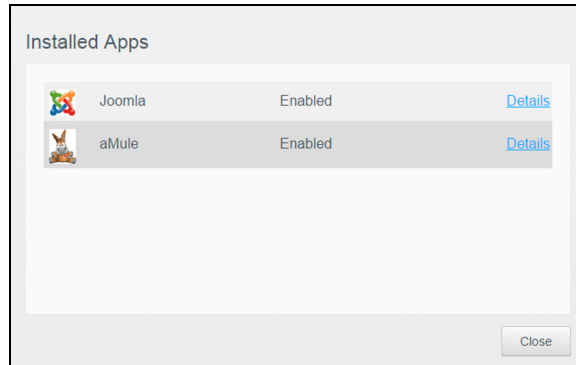 Installed Apps
Joomla Enabled Details
aMule Enabled Details
Close